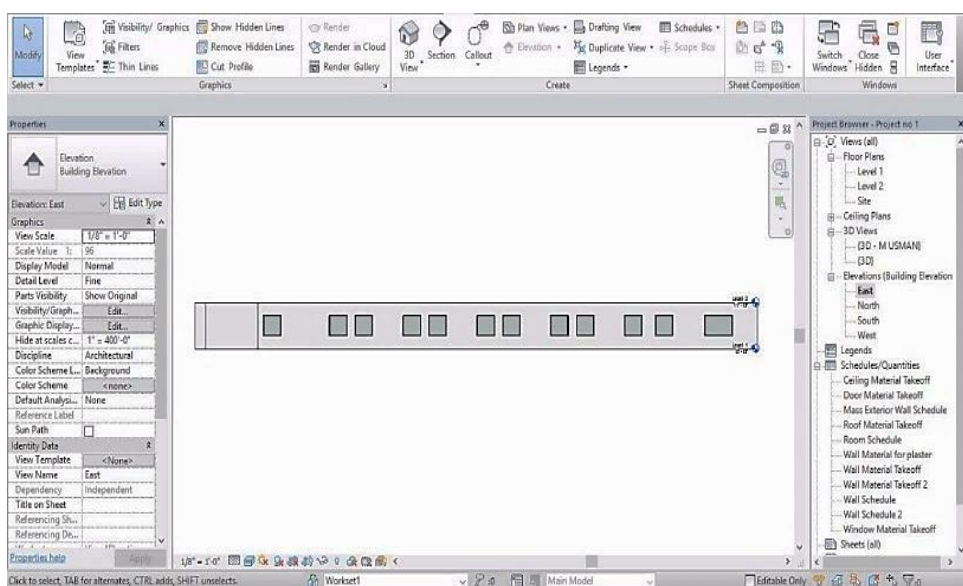 Modify
View
Templates
Visibility/ Graphics
Filters
Thin Lines
Show Hidden Lines
Remove Hidden Lines
Cut Profile
Render
Render in Cloud
Render Gallery
3D
View
Section
Callout
Plan Views
Elevation
Drafting View
Duplicate View
Legends
Schedules
Scope Box
Switch
Windows
Close
Hidden
User
Interface
Select
Graphics
Create
Sheet Composition
Windows
Properties
Elevation
Building Elevation
Elevation: East
Edit Type
Graphics
View Scale 1/8" = 1'-0"
Scale Value 1: 96
Display Model Normal
Detail Level Fine
Parts Visibility Show Original
Visibility/Graph... Edit...
Graphic Display... Edit...
Hide at scales c... 1" = 400'-0"
Discipline Architectural
Color Scheme L... Background
Color Scheme <none>
Default Analysi... None
Reference Label
Sun Path
Identity Data
View Template <None>
View Name East
Dependency Independent
Title on Sheet
Referencing Sh...
Referencing De...
Properties help
Apply
Level 2
Level 1
1/8" = 1'-0"
Project Browser - Project no 1
Views (all)
Floor Plans
Level 1
Level 2
Site
Ceiling Plans
3D Views
{3D - M USMAN}
{3D}
Elevations (Building Elevation
East
North
South
West
Legends
Schedules/Quantities
Ceiling Material Takeoff
Door Material Takeoff
Mass Exterior Wall Schedule
Roof Material Takeoff
Room Schedule
Wall Material for plaster
Wall Material Takeoff
Wall Material Takeoff 2
Wall Schedule
Wall Schedule 2
Window Material Takeoff
Sheets (all)
Click to select, TAB for alternates, CTRL adds, SHIFT unselects.
Workset1
:0
Main Model
Editable Only
:0